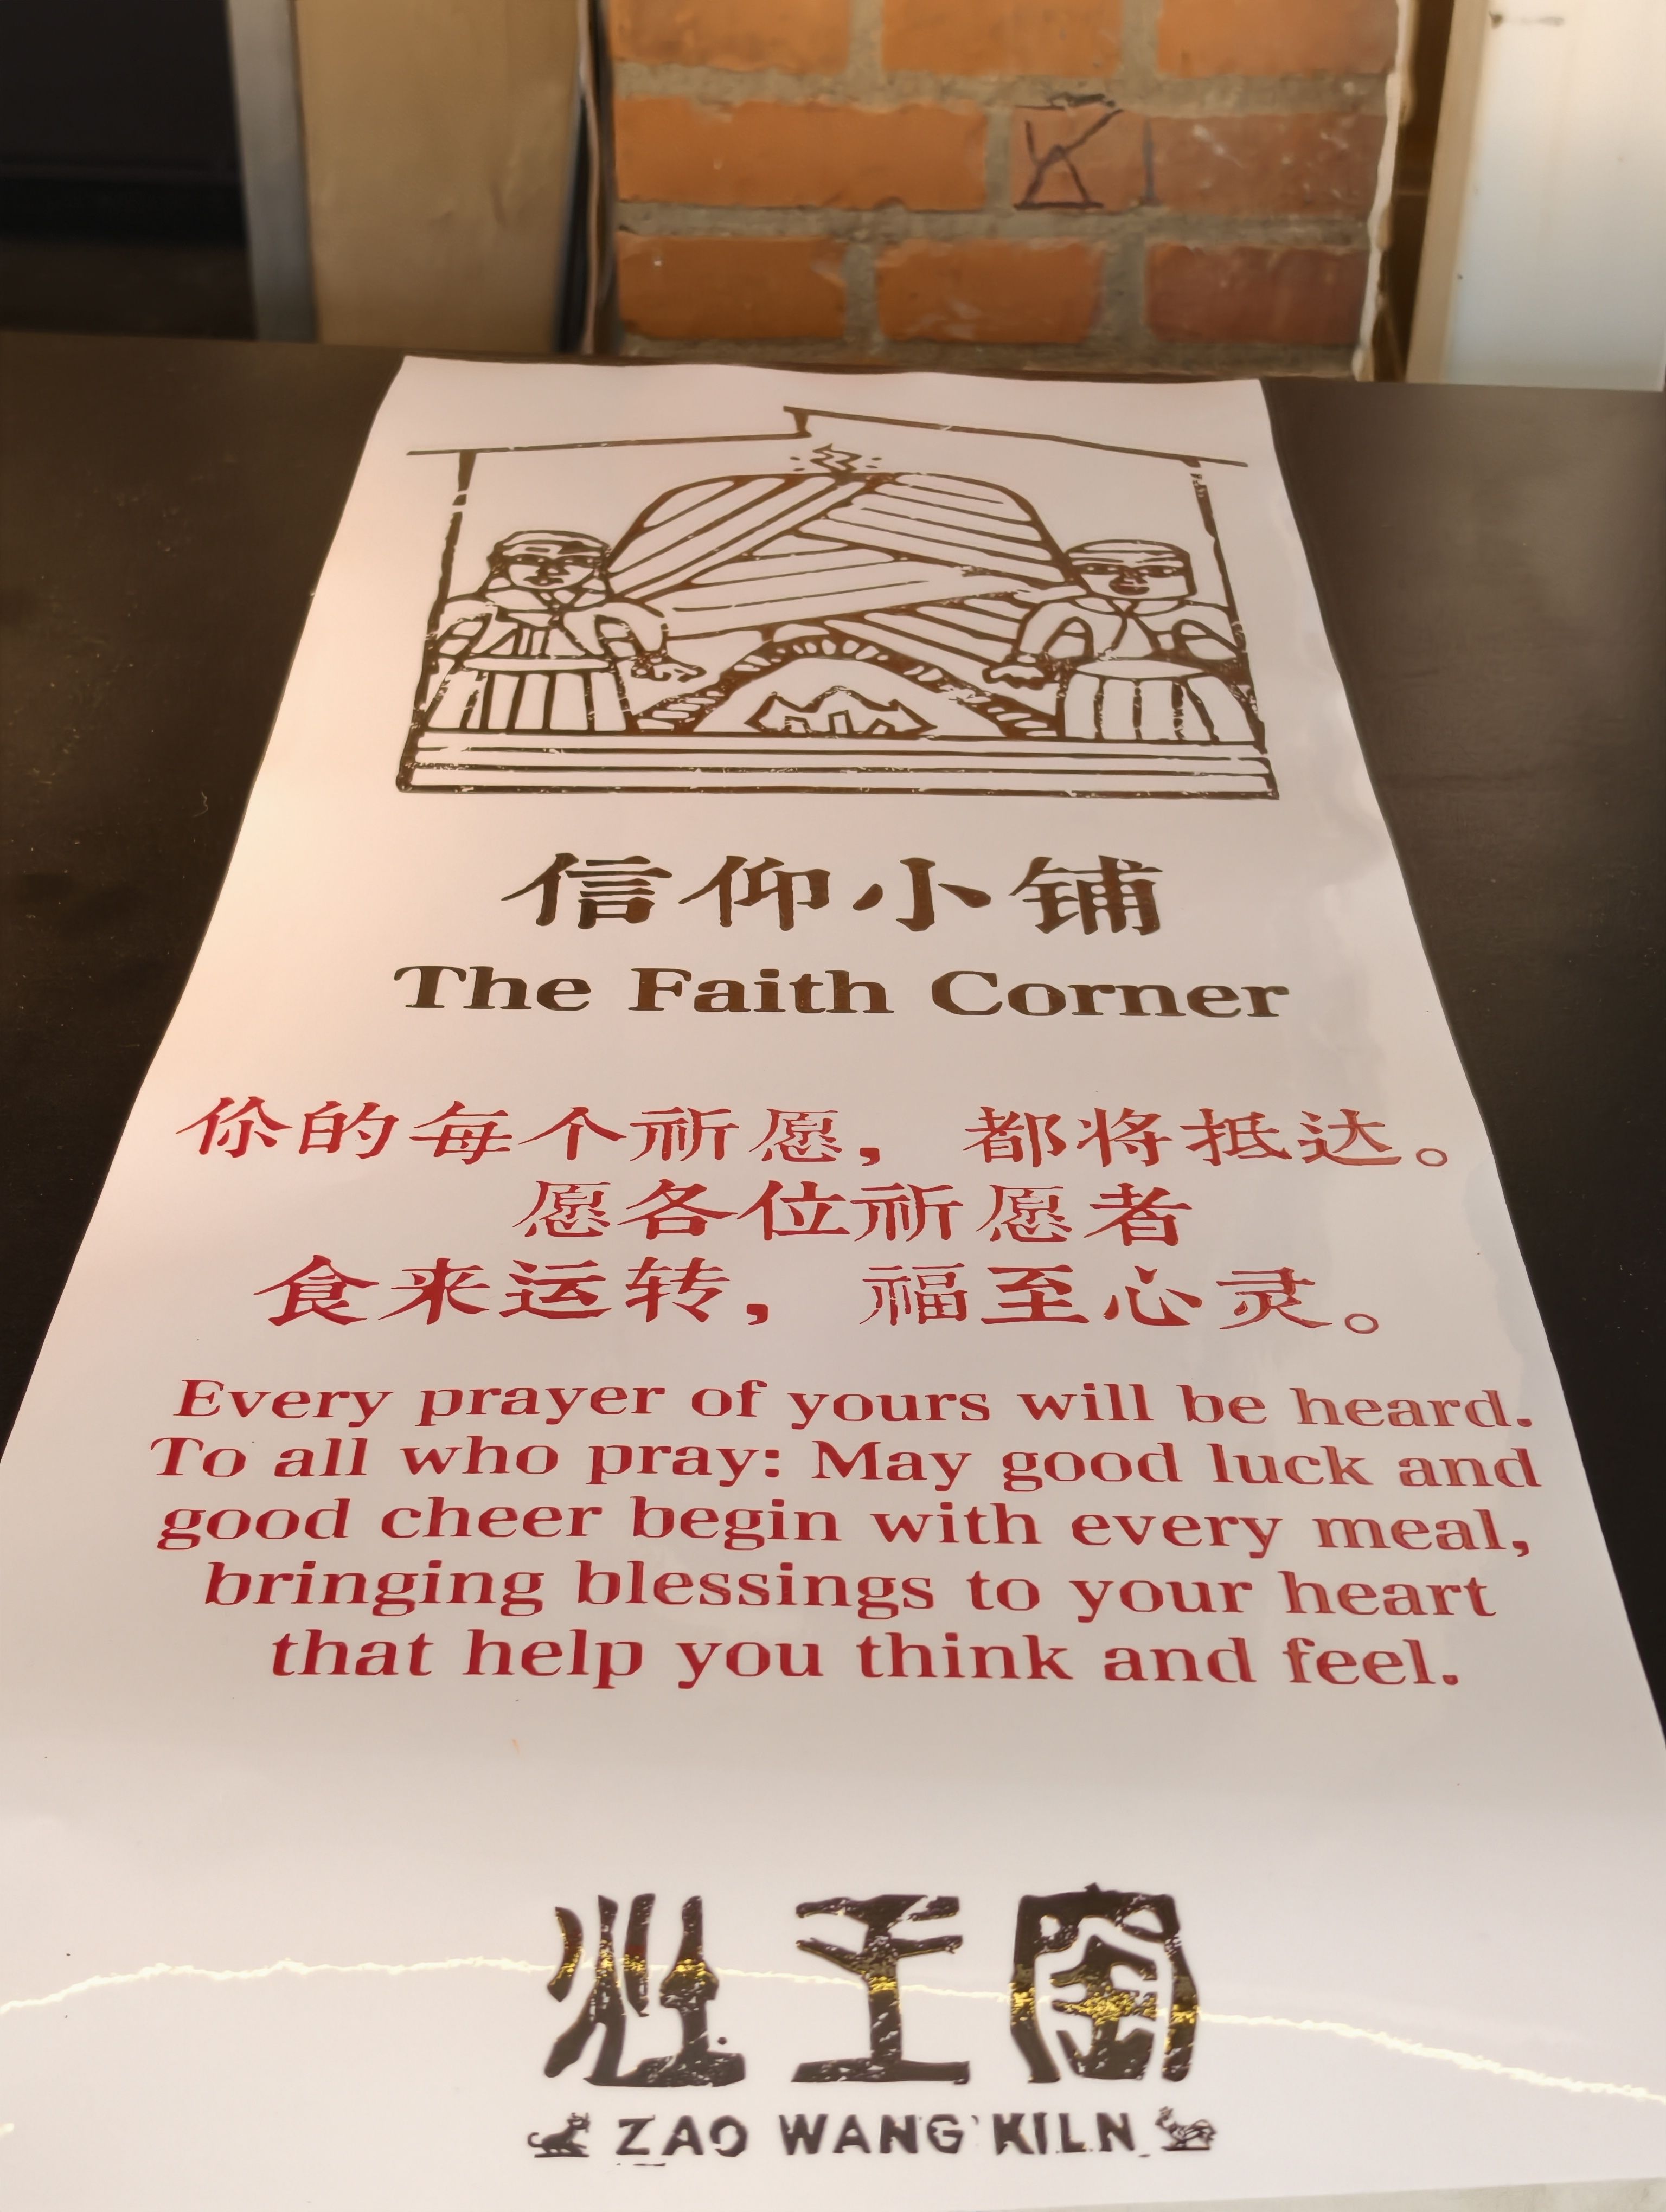 信仰小铺
The Faith Corner
你的每个祈愿，都将抵达。
愿各位祈愿者
食来运转，福至心灵。
Every prayer of yours will be heard.
To all who pray: May good luck and
good cheer begin with every meal,
bringing blessings to your heart
that help you think and feel.
灶王窑
ZAO WANG KILN